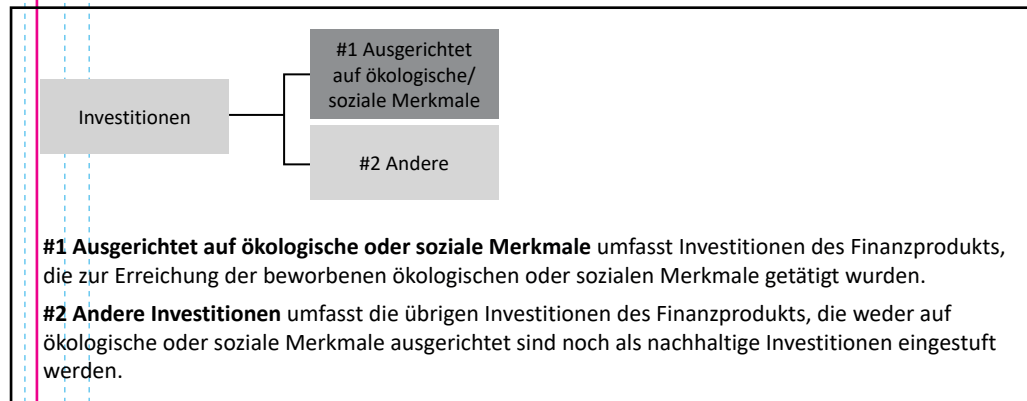 #1 Ausgerichtet
auf ökologische/
soziale Merkmale
Investitionen
#2 Andere
#1 Ausgerichtet auf ökologische oder soziale Merkmale umfasst Investitionen des Finanzprodukts,
die zur Erreichung der beworbenen ökologischen oder sozialen Merkmale getätigt wurden.
#2 Andere Investitionen umfasst die übrigen Investitionen des Finanzprodukts, die weder auf
ökologische oder soziale Merkmale ausgerichtet sind noch als nachhaltige Investitionen eingestuft
werden.